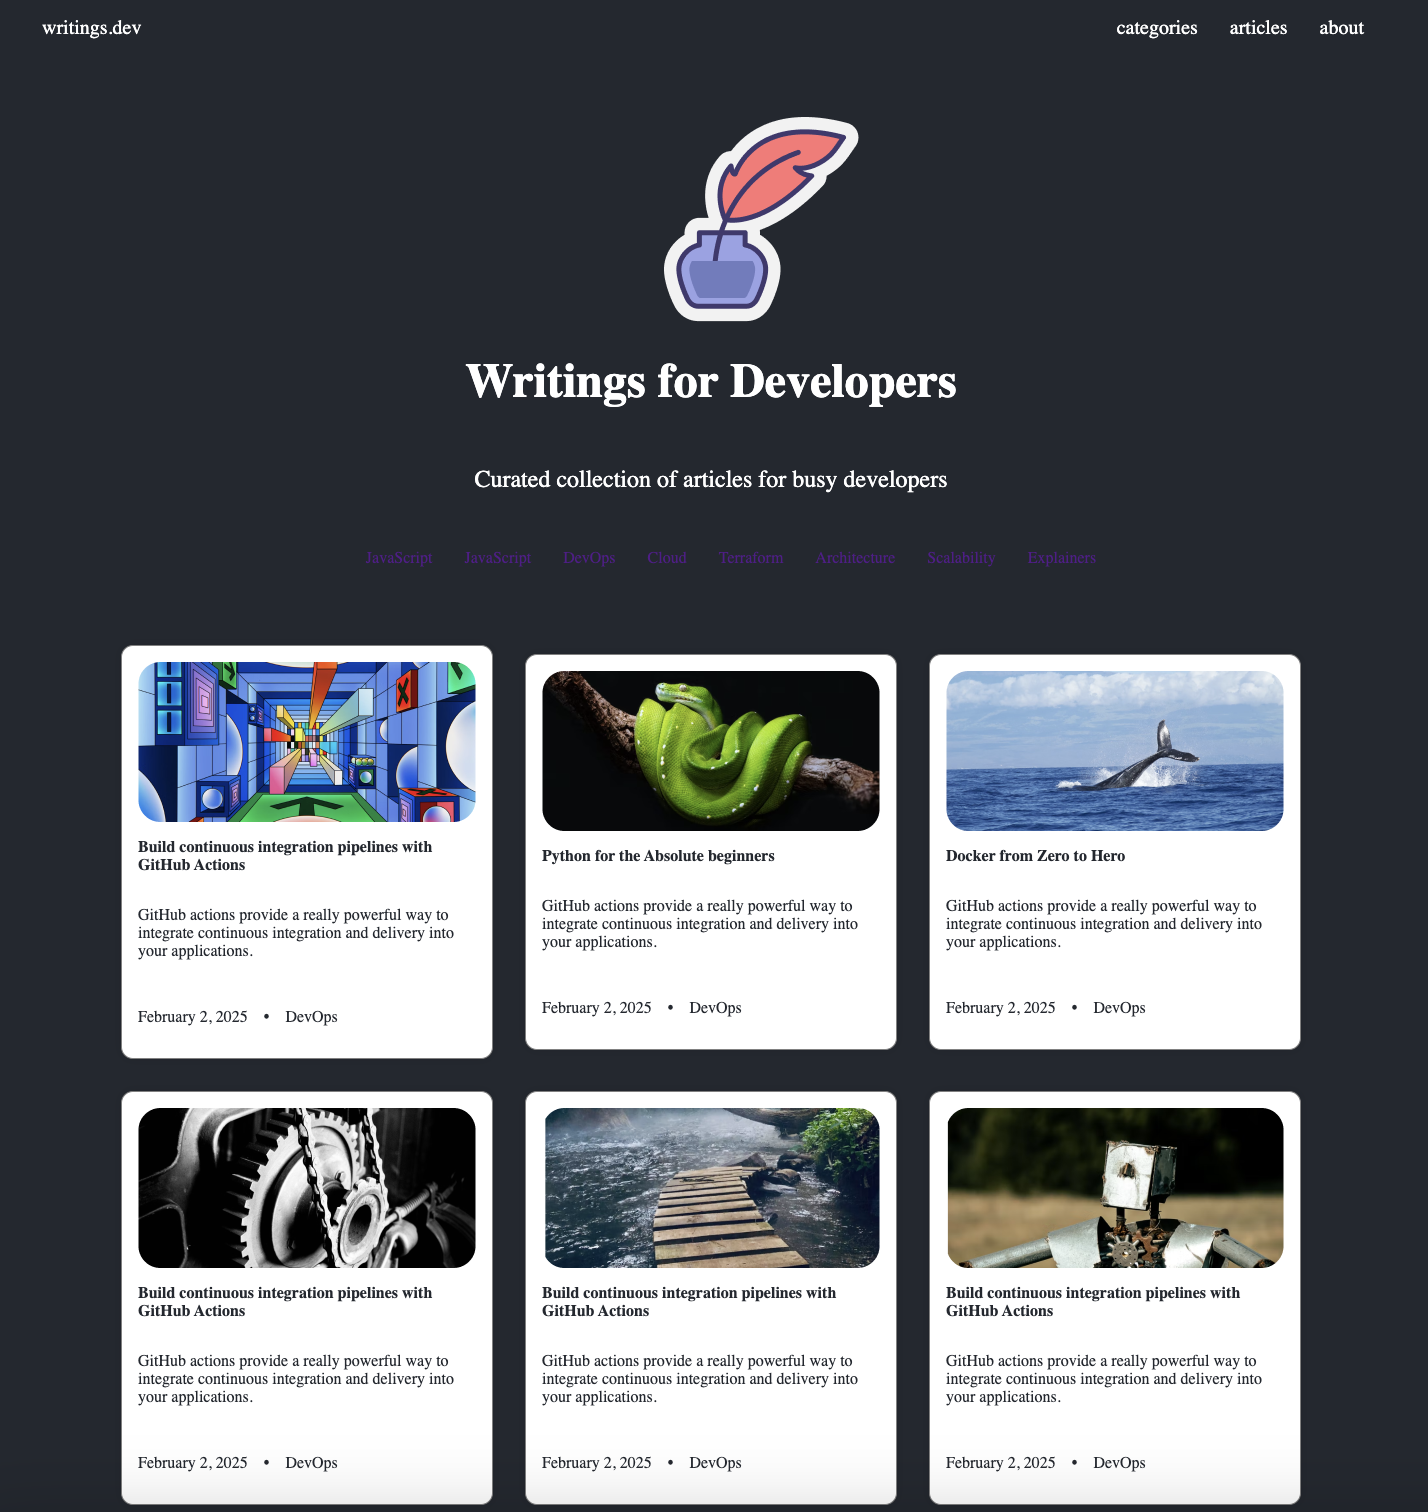 writings.dev categories articles about
Writings for Developers
Curated collection of articles for busy developers
JavaScript JavaScript DevOps Cloud Terraform Architecture Scalability Explainers
Build continuous integration pipelines with
GitHub Actions
GitHub actions provide a really powerful way to
integrate continuous integration and delivery into
your applications.
February 2, 2025 • DevOps
Python for the Absolute beginners
GitHub actions provide a really powerful way to
integrate continuous integration and delivery into
your applications.
February 2, 2025 • DevOps
Docker from Zero to Hero
GitHub actions provide a really powerful way to
integrate continuous integration and delivery into
your applications.
February 2, 2025 • DevOps
Build continuous integration pipelines with
GitHub Actions
GitHub actions provide a really powerful way to
integrate continuous integration and delivery into
your applications.
February 2, 2025 • DevOps
Build continuous integration pipelines with
GitHub Actions
GitHub actions provide a really powerful way to
integrate continuous integration and delivery into
your applications.
February 2, 2025 • DevOps
Build continuous integration pipelines with
GitHub Actions
GitHub actions provide a really powerful way to
integrate continuous integration and delivery into
your applications.
February 2, 2025 • DevOps